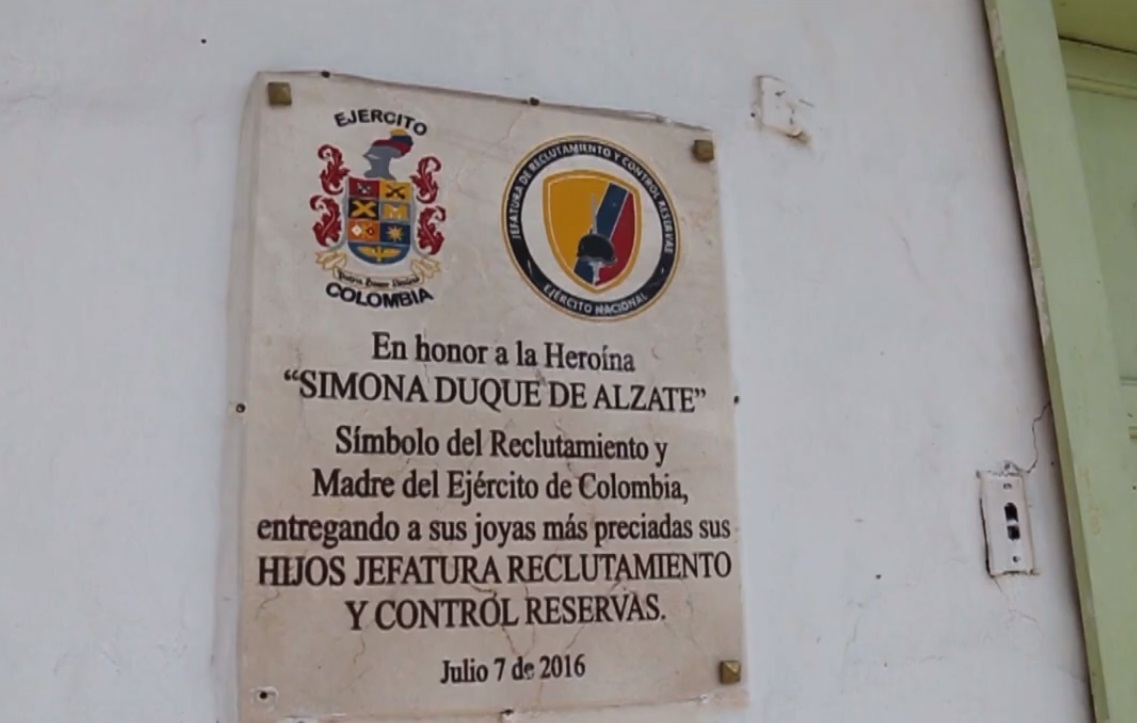 EJERCITO
COLOMBIA
JEFATURA DE RECLUTAMIENTO Y CONTROL RESERVAS
EJÉRCITO NACIONAL
En honor a la Heroína
“SIMONA DUQUE DE ALZATE”
Símbolo del Reclutamiento y
Madre del Ejército de Colombia,
entregando a sus joyas más preciadas sus
HIJOS JEFATURA RECLUTAMIENTO
Y CONTROL RESERVAS.
Julio 7 de 2016